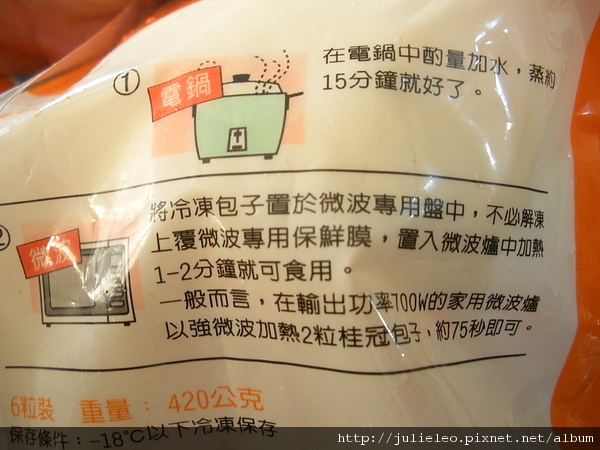 ①
電鍋
在電鍋中酌量加水，蒸約
15分鐘就好了。
2
微波
將冷凍包子置於微波專用盤中，不必解凍
上覆微波專用保鮮膜，置入微波爐中加熱
1-2分鐘就可食用。
一般而言，在輸出功率700W的家用微波爐
以強微波加熱2粒桂冠包子，約75秒即可。
6粒裝 重量：420公克
保存條件：-18℃以下冷凍保存
http://julieleo.pixnet.net/album